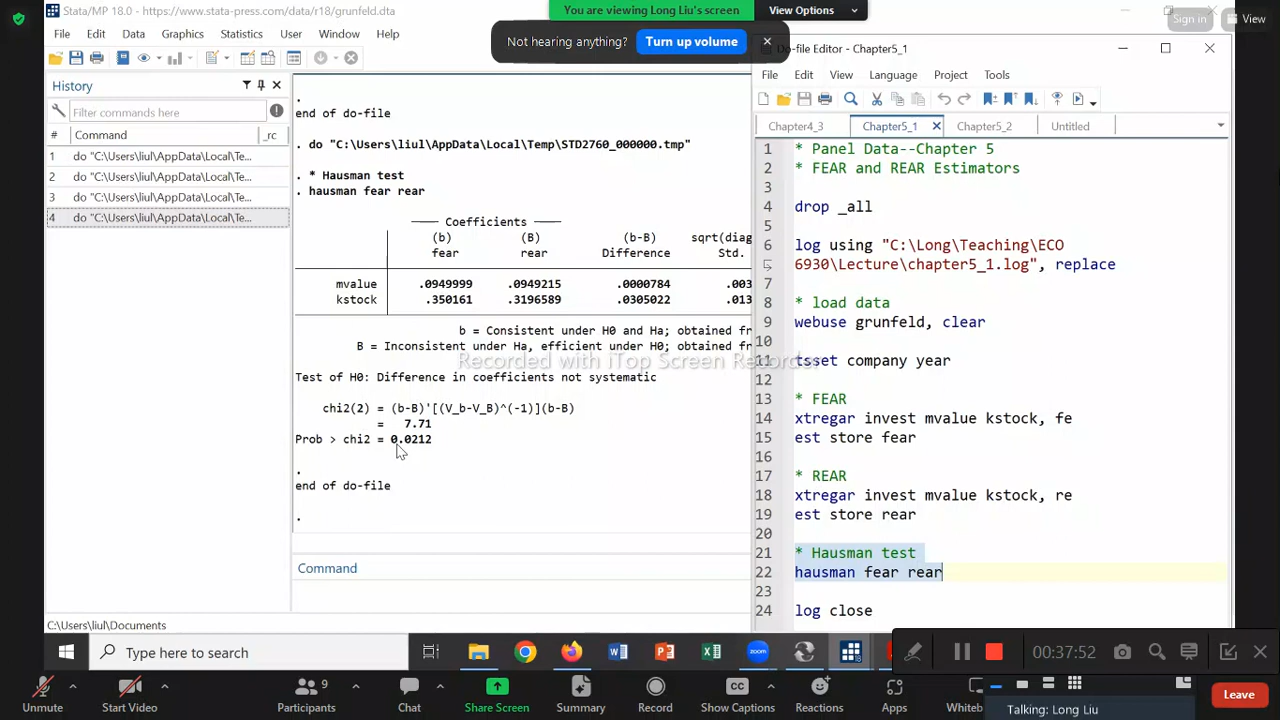 Stata/MP 18.0 - https://www.stata-press.com/data/r18/grunfeld.dta
You are viewing Long Liu's screen
View Options
Sign in
View
File Edit Data Graphics Statistics User Window Help
Not hearing anything? Turn up volume
Do-file Editor - Chapter5_1
File Edit View Language Project Tools
History
Filter commands here
# Command _rc
1 do "C:\Users\liul\AppData\Local\Te...
2 do "C:\Users\liul\AppData\Local\Te...
3 do "C:\Users\liul\AppData\Local\Te...
4 do "C:\Users\liul\AppData\Local\Te...
.
end of do-file
. do "C:\Users\liul\AppData\Local\Temp\STD2760_000000.tmp"
. * Hausman test
. hausman fear rear
Coefficients
(b) (B) (b-B) sqrt(diag
fear rear Difference Std.
mvalue .0949999 .0949215 .0000784 .003
kstock .350161 .3196589 .0305022 .013
b = Consistent under H0 and Ha; obtained fr
B = Inconsistent under Ha, efficient under H0; obtained fr
Recorded with iTop Screen Recorder
Test of H0: Difference in coefficients not systematic
chi2(2) = (b-B)'[(V_b-V_B)^(-1)](b-B)
= 7.71
Prob > chi2 = 0.0212
.
end of do-file
.
Command
C:\Users\liul\Documents
Chapter4_3 Chapter5_1 Chapter5_2 Untitled
1 * Panel Data--Chapter 5
2 * FEAR and REAR Estimators
3
4 drop _all
5
6 log using "C:\Long\Teaching\ECO
6930\Lecture\chapter5_1.log", replace
7
8 * load data
9 webuse grunfeld, clear
10
11 tsset company year
12
13 * FEAR
14 xtregar invest mvalue kstock, fe
15 est store fear
16
17 * REAR
18 xtregar invest mvalue kstock, re
19 est store rear
20
21 * Hausman test
22 hausman fear rear
23
24 log close
Type here to search
zoom
00:37:52
9
Unmute Start Video Participants Chat Share Screen Summary Record Show Captions Reactions Apps Whiteb
CC
Talking: Long Liu
Leave